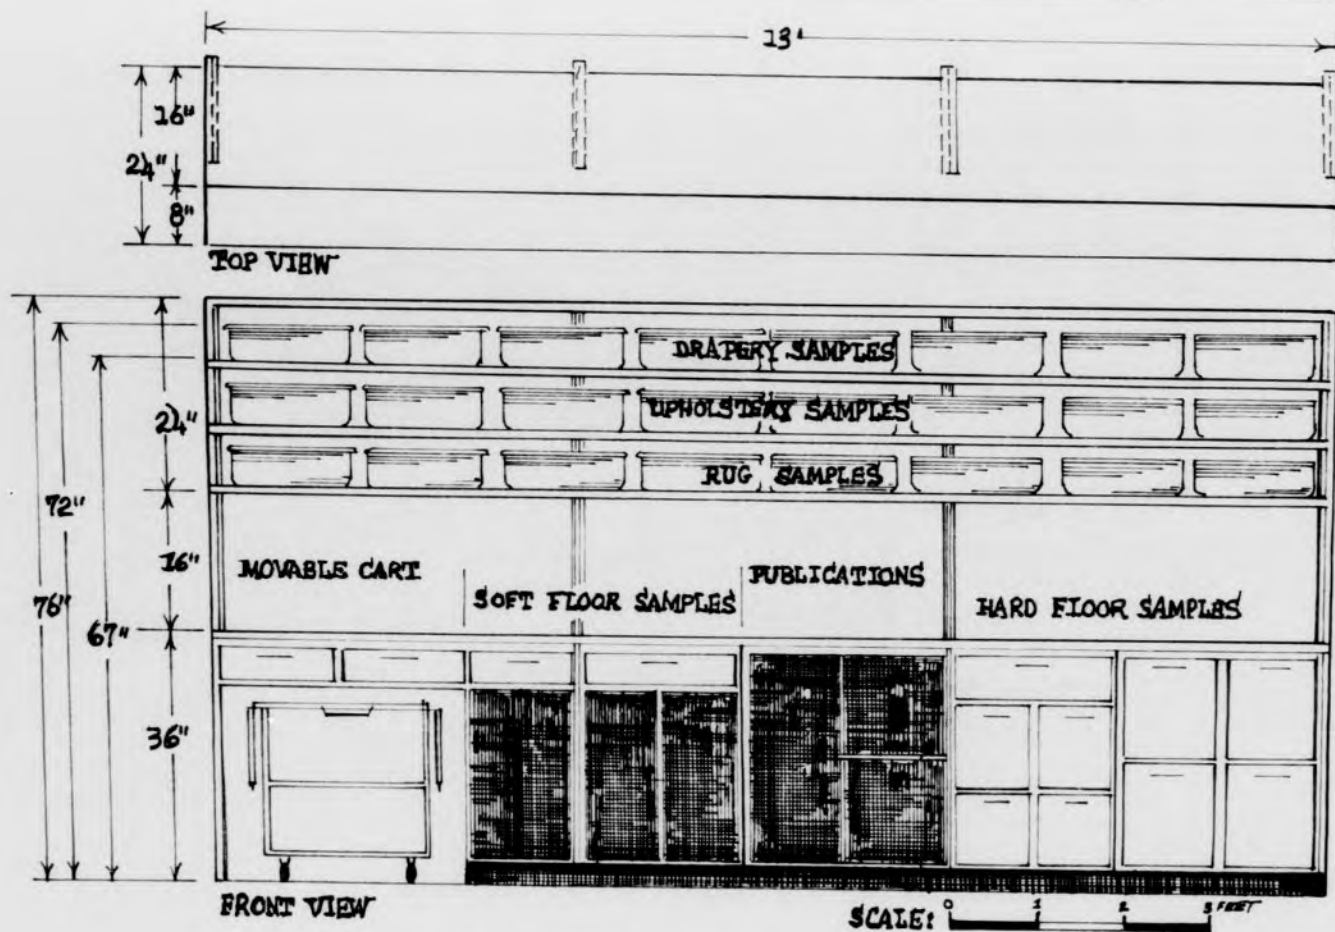 13'
16"
24"
8"
TOP VIEW
DRAPERY SAMPLES
24"
UPHOLSTERY SAMPLES
RUG SAMPLES
72"
16"
MOVABLE CART
PUBLICATIONS
SOFT FLOOR SAMPLES
HARD FLOOR SAMPLES
76"
67"
36"
FRONT VIEW
SCALE: 0 1 2 3 FEET